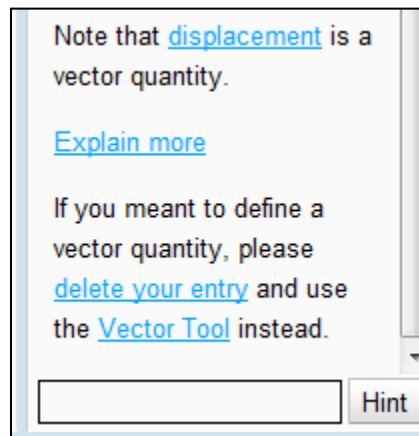 Note that displacement is a
vector quantity.
Explain more
If you meant to define a
vector quantity, please
delete your entry and use
the Vector Tool instead.
Hint